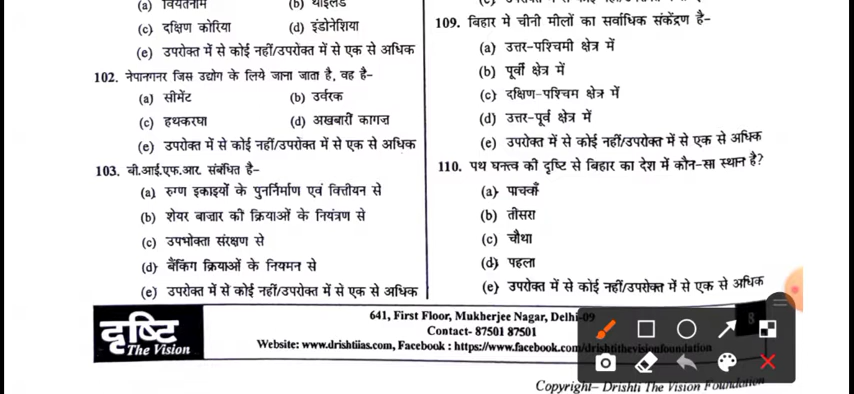 (a) वियतनाम
(b) थाईलैंड
(c) दक्षिण कोरिया
(d) इंडोनेशिया
(e) उपरोक्त में से कोई नहीं/उपरोक्त में से एक से अधिक
102. नेपानगर जिस उद्योग के लिये जाना जाता है, वह है–
(a) सीमेंट
(b) उर्वरक
(c) हथकरघा
(d) अखबारी कागज़
(e) उपरोक्त में से कोई नहीं/उपरोक्त में से एक से अधिक
103. बी.आई.एफ.आर. संबंधित है–
(a) रुग्ण इकाइयों के पुनर्निर्माण एवं वित्तीयन से
(b) शेयर बाज़ार की क्रियाओं के नियंत्रण से
(c) उपभोक्ता संरक्षण से
(d) बैंकिंग क्रियाओं के नियमन से
(e) उपरोक्त में से कोई नहीं/उपरोक्त में से एक से अधिक
109. बिहार में चीनी मीलों का सर्वाधिक संकेंद्रण है–
(a) उत्तर-पश्चिमी क्षेत्र में
(b) पूर्वी क्षेत्र में
(c) दक्षिण-पश्चिम क्षेत्र में
(d) उत्तर-पूर्व क्षेत्र में
(e) उपरोक्त में से कोई नहीं/उपरोक्त में से एक से अधिक
110. पथ घनत्व की दृष्टि से बिहार का देश में कौन-सा स्थान है?
(a) पाचवाँ
(b) तीसरा
(c) चौथा
(d) पहला
(e) उपरोक्त में से कोई नहीं/उपरोक्त में से एक से अधिक
दृष्टि
The Vision
641, First Floor, Mukherjee Nagar, Delhi-09
Contact- 87501 87501
Website: www.drishtiias.com, Facebook : https://www.facebook.com/drishtithevisionfoundation
8
Copyright– Drishti The Vision Foundation